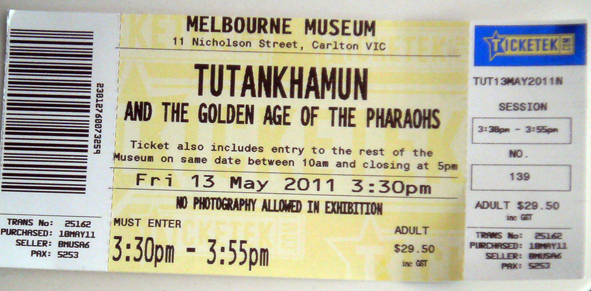 MELBOURNE MUSEUM
11 Nicholson Street, Carlton VIC
TUTANKHAMUN
AND THE GOLDEN AGE OF THE PHARAOHS
Ticket also includes entry to the rest of the
Museum on same date between 10am and closing at 5pm
Fri 13 May 2011 3:30pm
NO PHOTOGRAPHY ALLOWED IN EXHIBITION
MUST ENTER
3:30pm - 3:55pm
ADULT
$29.50
inc GST
TRANS No: 25162
PURCHASED: 10MAY11
SELLER: BMUSA6
PAX: 5253
TICKETEK
TUT13MAY2011N
SESSION
3:30pm - 3:55pm
NO.
139
ADULT $29.50
inc GST
TRANS No: 25162
PURCHASED: 10MAY11
SELLER: BMUSA6
PAX: 5253